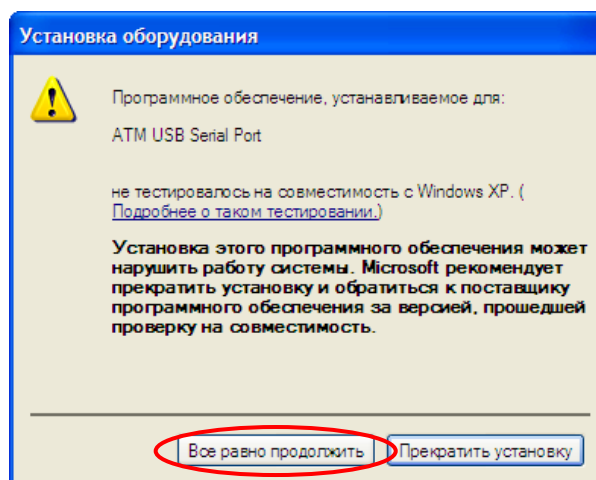 Установка оборудования
Программное обеспечение, устанавливаемое для:
ATM USB Serial Port
не тестировалось на совместимость с Windows XP. (
Подробнее о таком тестировании.)
Установка этого программного обеспечения может
нарушить работу системы. Microsoft рекомендует
прекратить установку и обратиться к поставщику
программного обеспечения за версией, прошедшей
проверку на совместимость.
Все равно продолжить
Прекратить установку